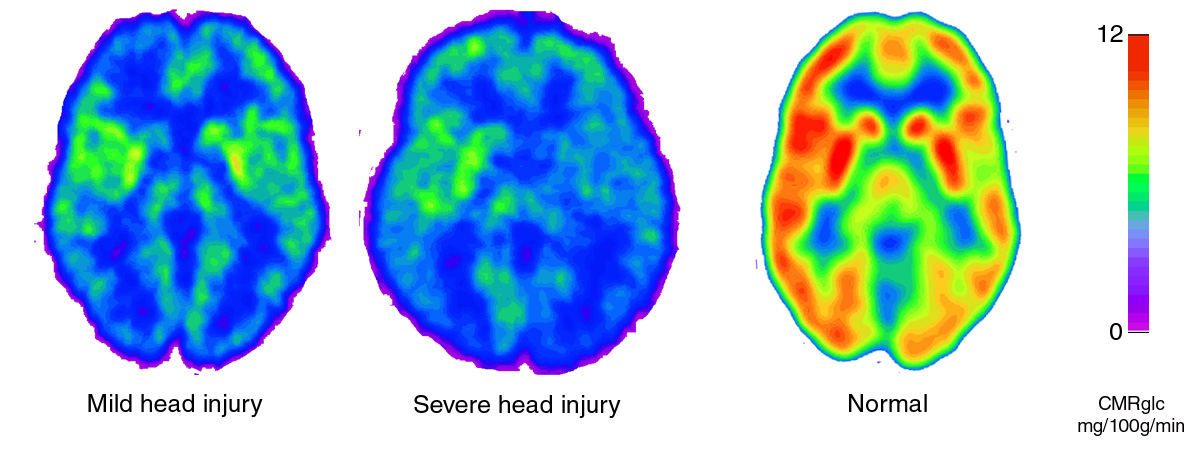 12
0
Mild head injury
Severe head injury
Normal
CMRglc
mg/100g/min